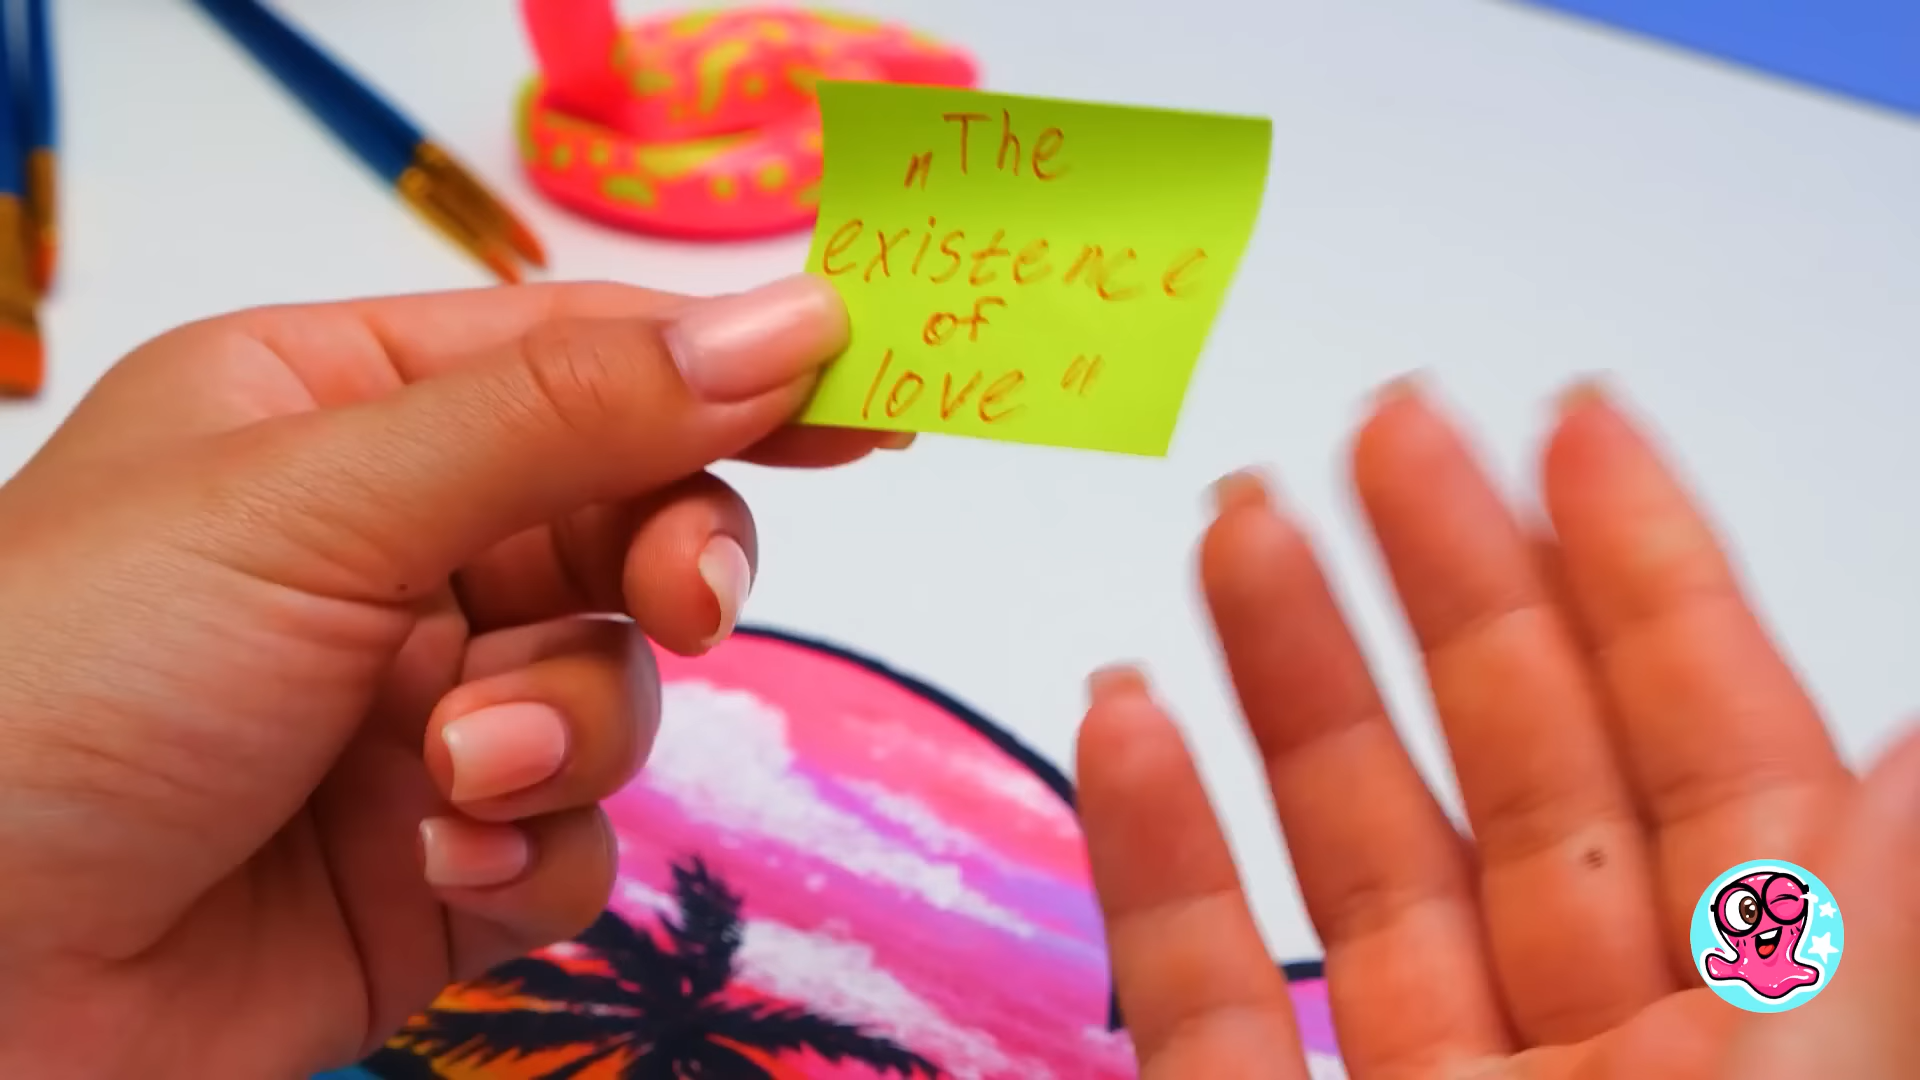 „The
existence
of
love“